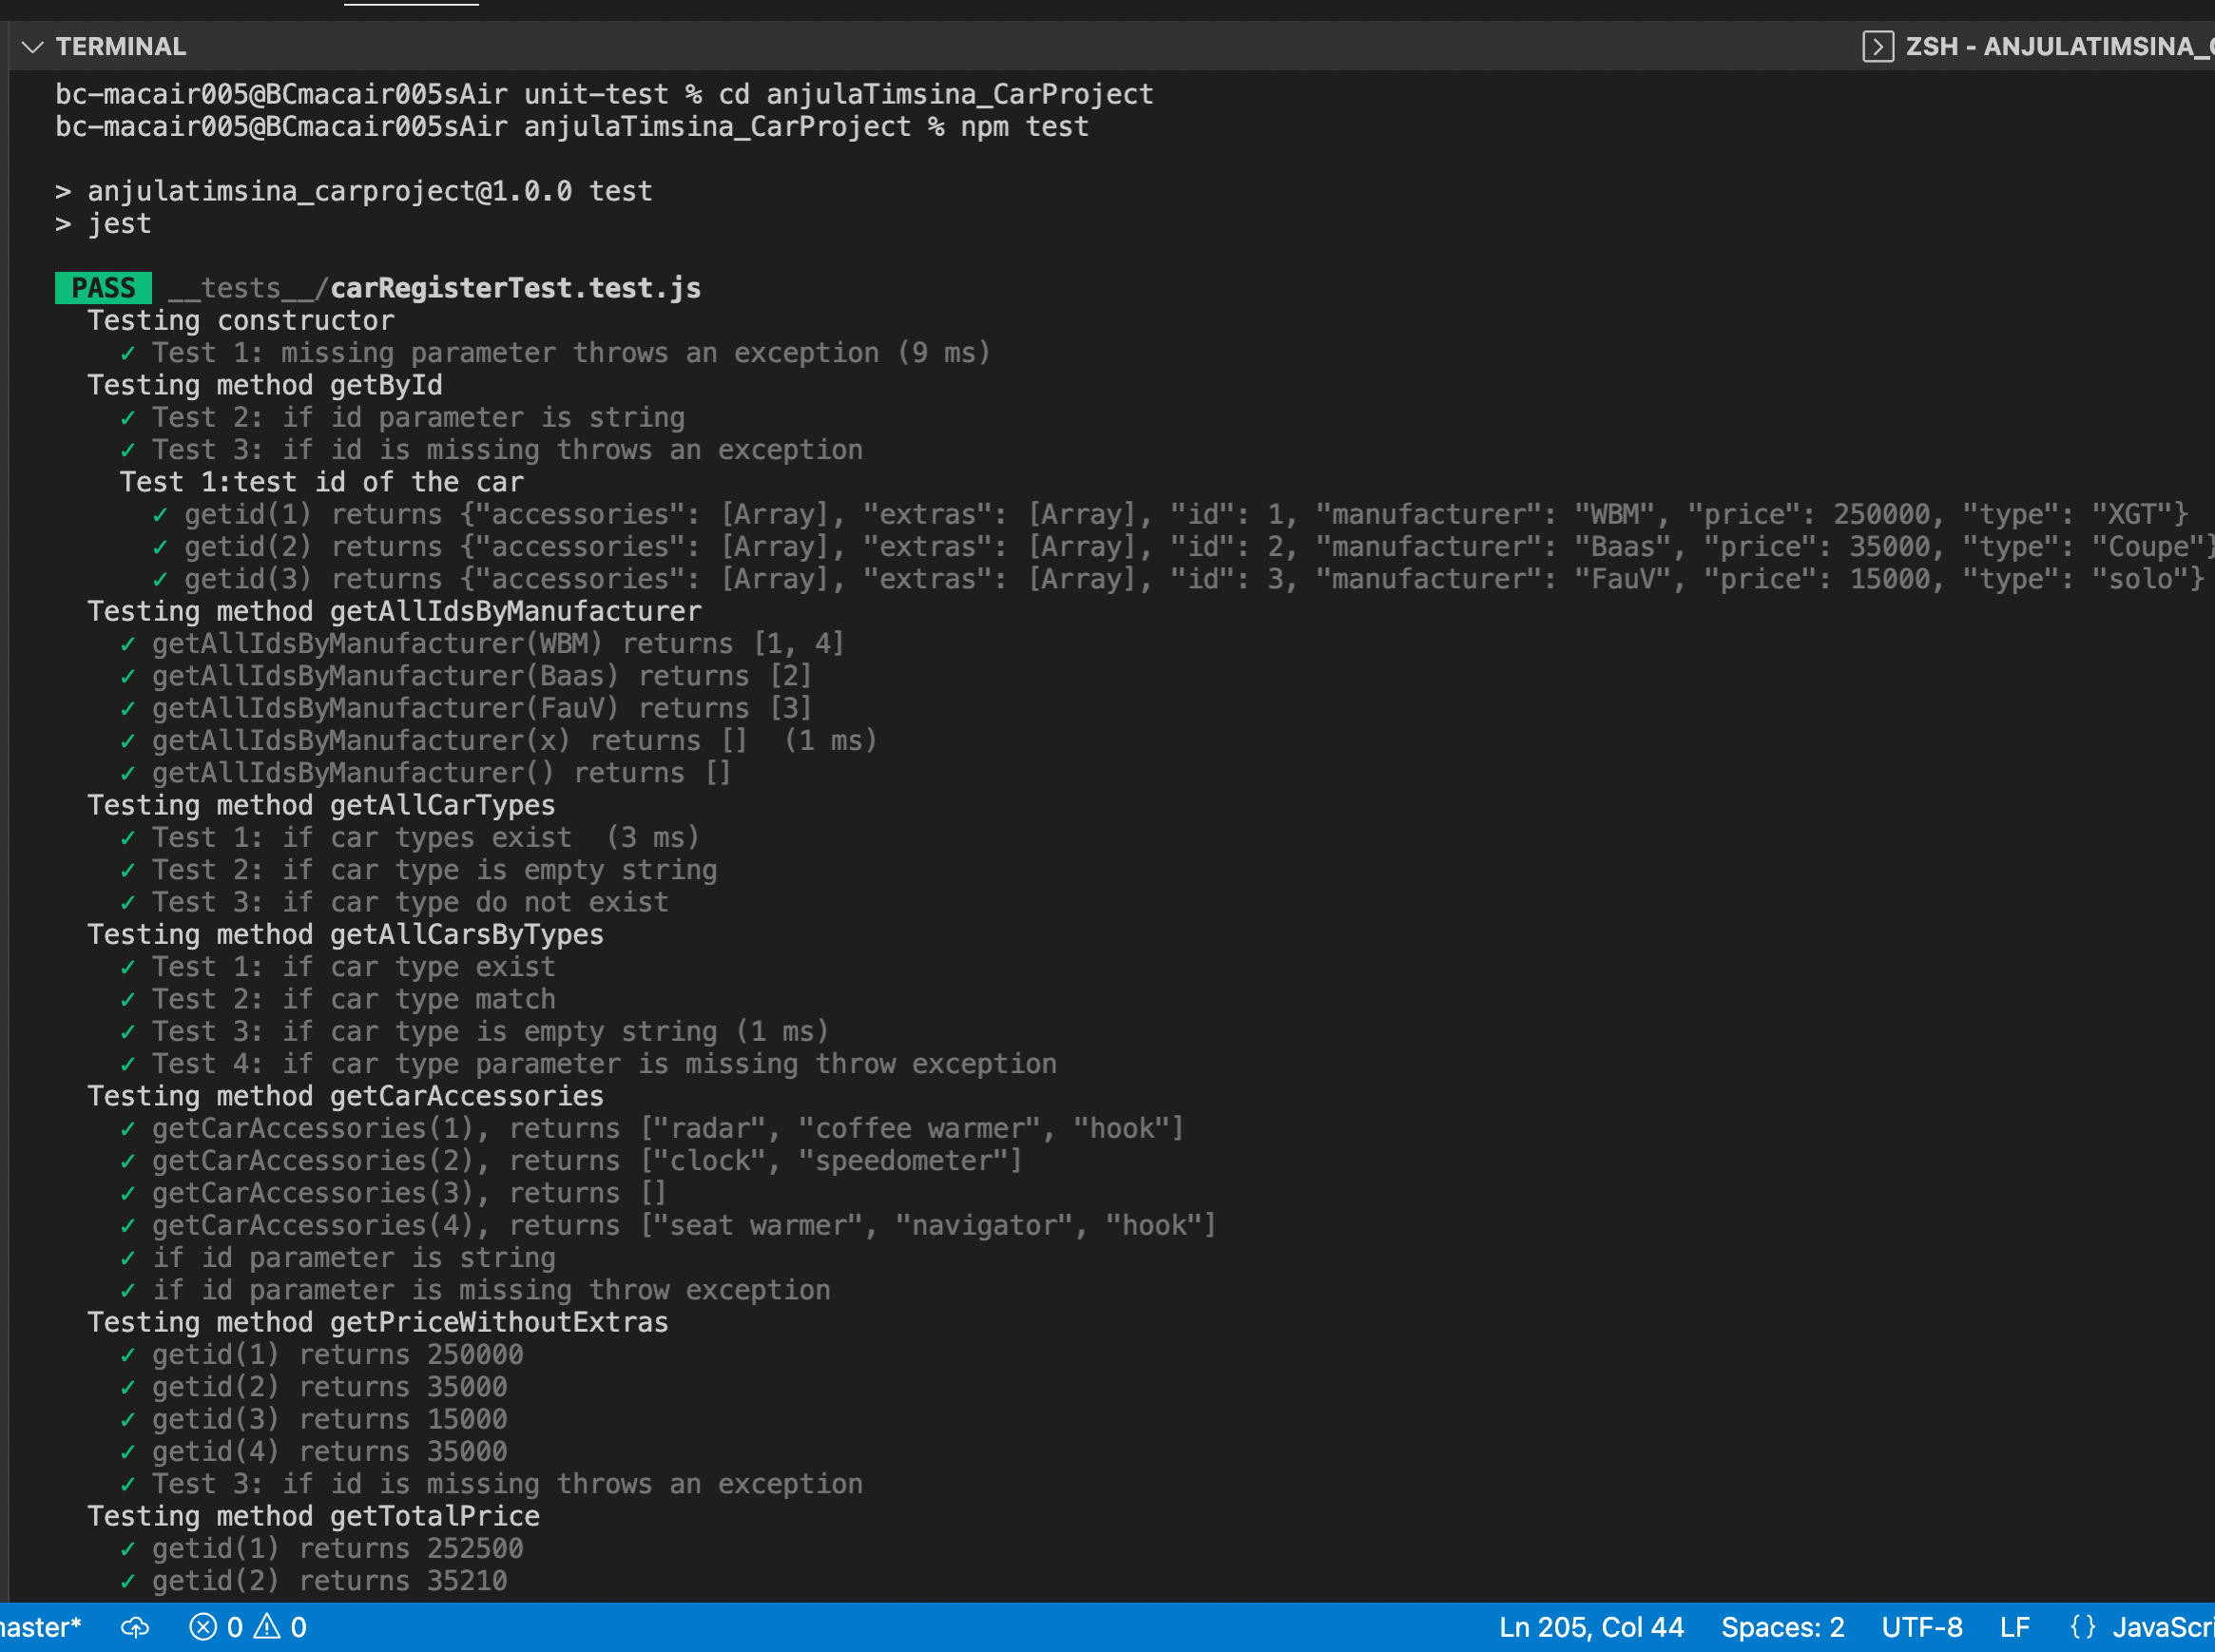 TERMINAL
ZSH - ANJULATIMSINA_
bc-macair005@BCmacair005sAir unit-test % cd anjulaTimsina_CarProject
bc-macair005@BCmacair005sAir anjulaTimsina_CarProject % npm test
> anjulatimsina_carproject@1.0.0 test
> jest
PASS __tests__/carRegisterTest.test.js
Testing constructor
✓ Test 1: missing parameter throws an exception (9 ms)
Testing method getById
✓ Test 2: if id parameter is string
✓ Test 3: if id is missing throws an exception
Test 1:test id of the car
✓ getid(1) returns {"accessories": [Array], "extras": [Array], "id": 1, "manufacturer": "WBM", "price": 250000, "type": "XGT"}
✓ getid(2) returns {"accessories": [Array], "extras": [Array], "id": 2, "manufacturer": "Baas", "price": 35000, "type": "Coupe"}
✓ getid(3) returns {"accessories": [Array], "extras": [Array], "id": 3, "manufacturer": "FauV", "price": 15000, "type": "solo"}
Testing method getAllIdsByManufacturer
✓ getAllIdsByManufacturer(WBM) returns [1, 4]
✓ getAllIdsByManufacturer(Baas) returns [2]
✓ getAllIdsByManufacturer(FauV) returns [3]
✓ getAllIdsByManufacturer(x) returns []  (1 ms)
✓ getAllIdsByManufacturer() returns []
Testing method getAllCarTypes
✓ Test 1: if car types exist  (3 ms)
✓ Test 2: if car type is empty string
✓ Test 3: if car type do not exist
Testing method getAllCarsByTypes
✓ Test 1: if car type exist
✓ Test 2: if car type match
✓ Test 3: if car type is empty string (1 ms)
✓ Test 4: if car type parameter is missing throw exception
Testing method getCarAccessories
✓ getCarAccessories(1), returns ["radar", "coffee warmer", "hook"]
✓ getCarAccessories(2), returns ["clock", "speedometer"]
✓ getCarAccessories(3), returns []
✓ getCarAccessories(4), returns ["seat warmer", "navigator", "hook"]
✓ if id parameter is string
✓ if id parameter is missing throw exception
Testing method getPriceWithoutExtras
✓ getid(1) returns 250000
✓ getid(2) returns 35000
✓ getid(3) returns 15000
✓ getid(4) returns 35000
✓ Test 3: if id is missing throws an exception
Testing method getTotalPrice
✓ getid(1) returns 252500
✓ getid(2) returns 35210
naster* 0 0 Ln 205, Col 44 Spaces: 2 UTF-8 LF {} JavaScri